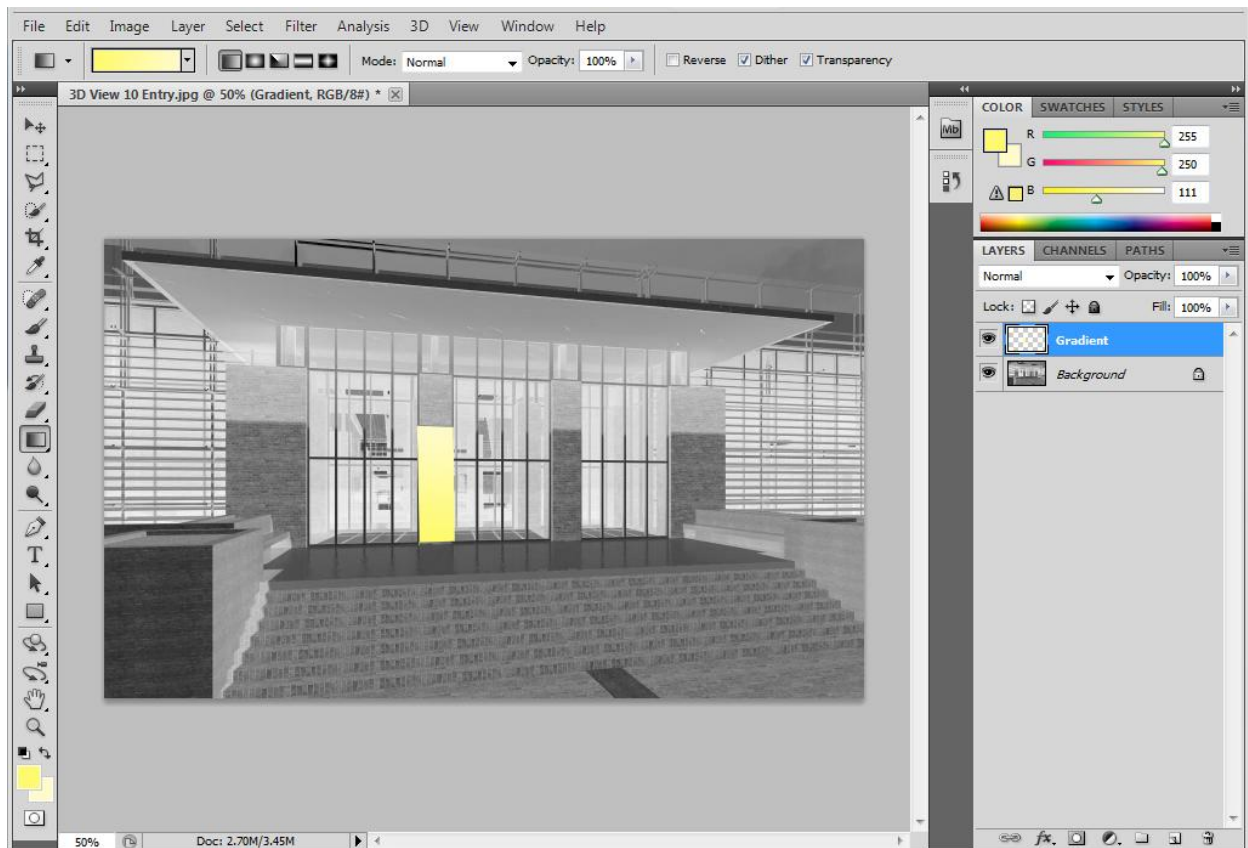 File Edit Image Layer Select Filter Analysis 3D View Window Help
Mode: Normal Opacity: 100% Reverse Dither Transparency
3D View 10 Entry.jpg @ 50% (Gradient, RGB/8#) *
Mb
COLOR SWATCHES STYLES
R 255
G 250
B 111
LAYERS CHANNELS PATHS
Normal Opacity: 100%
Lock: Fill: 100%
Gradient
Background
T
fx
50% Doc: 2.70M/3.45M